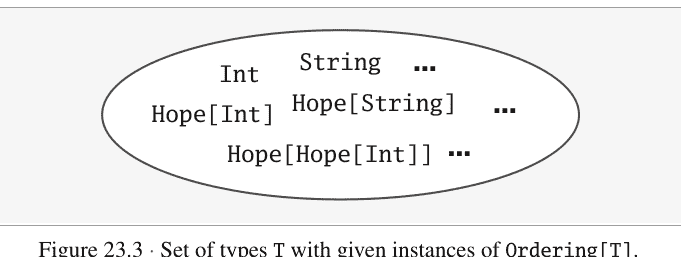 Int String ...
Hope[Int] Hope[String] ...
Hope[Hope[Int]] ...
Figure 23.3 · Set of types T with given instances of Ordering[T].